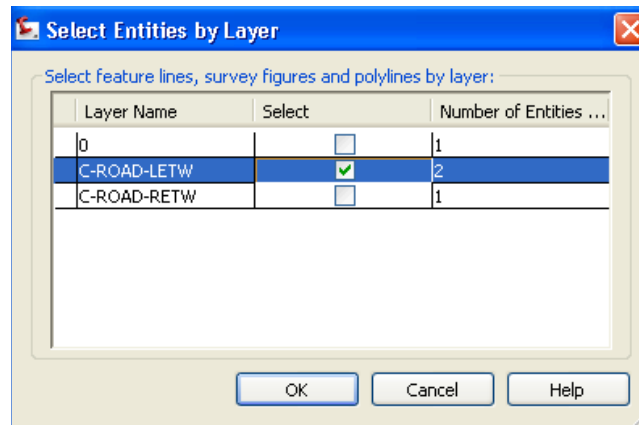 Select Entities by Layer
Select feature lines, survey figures and polylines by layer:
Layer Name Select Number of Entities ...
0 1
C-ROAD-LETW 2
C-ROAD-RETW 1
OK Cancel Help